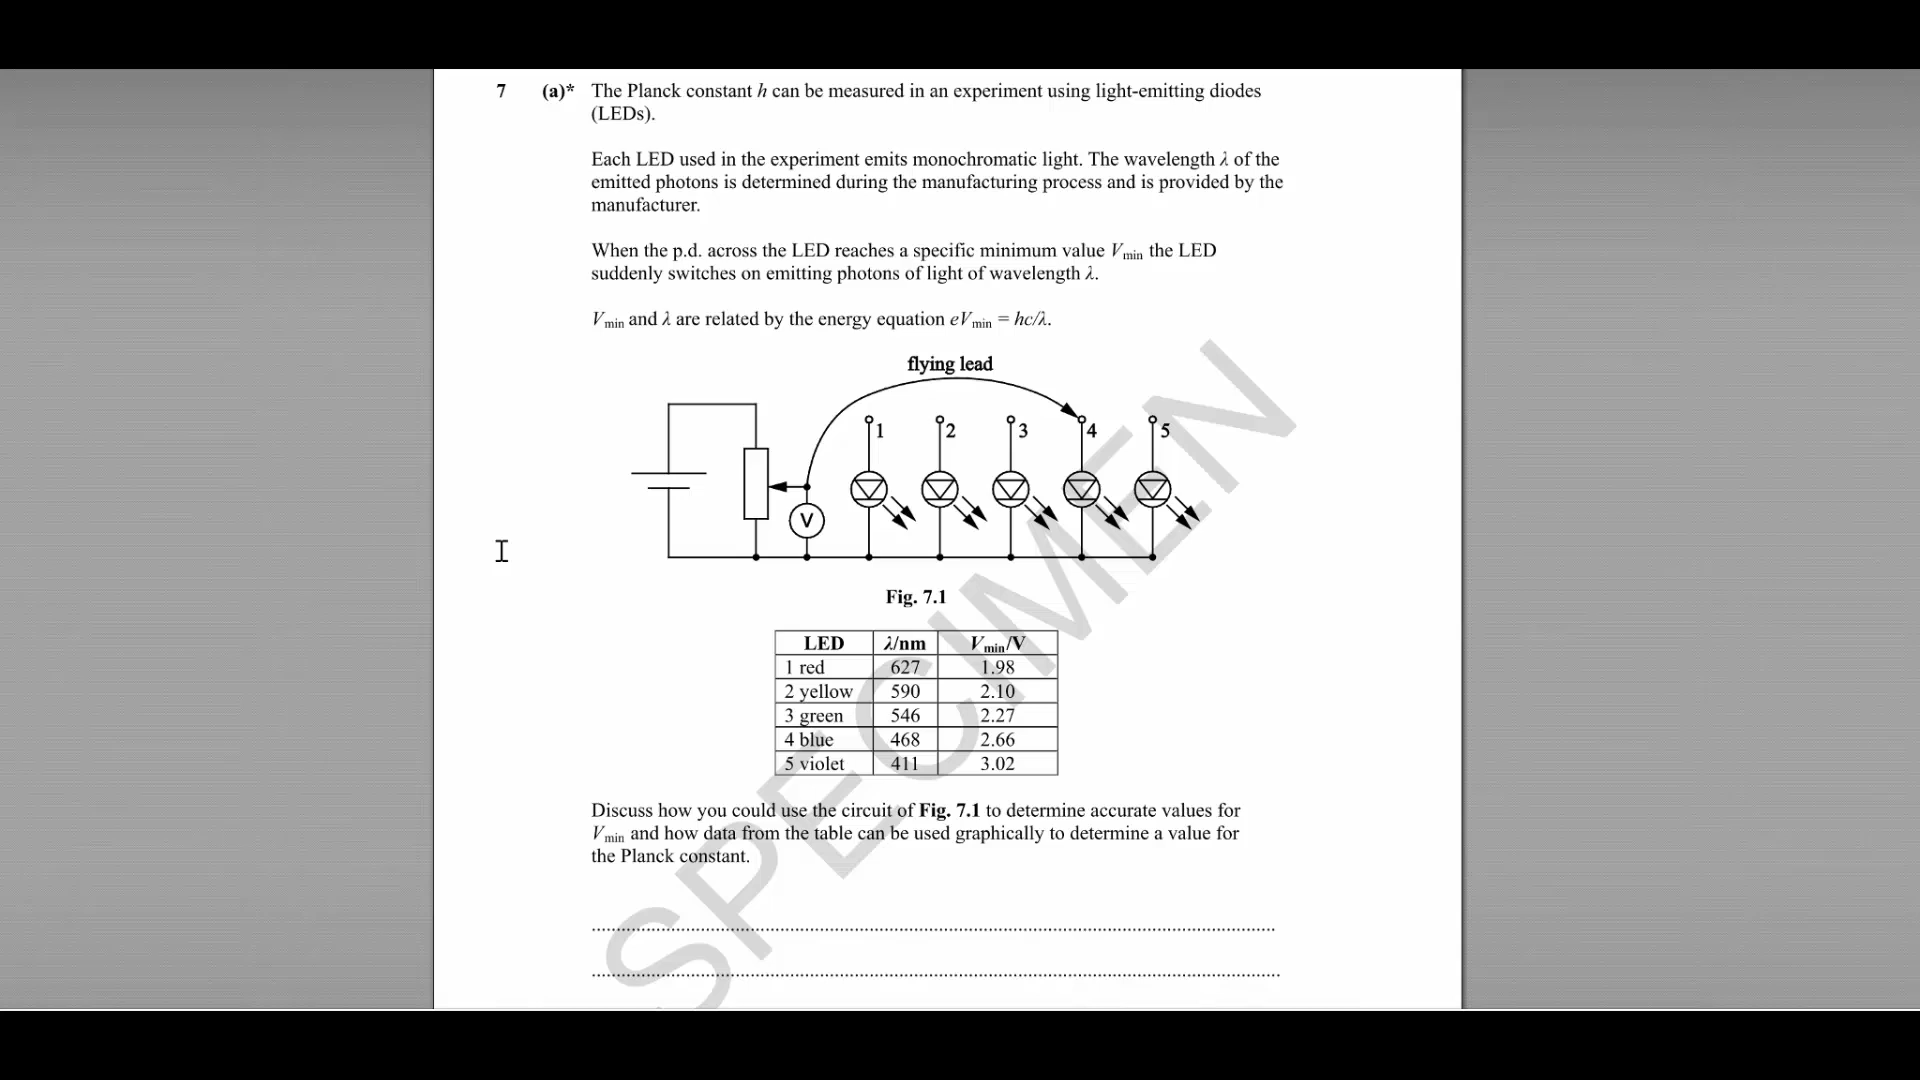 7 (a)* The Planck constant h can be measured in an experiment using light-emitting diodes
(LEDs).
Each LED used in the experiment emits monochromatic light. The wavelength λ of the
emitted photons is determined during the manufacturing process and is provided by the
manufacturer.
When the p.d. across the LED reaches a specific minimum value Vmin the LED
suddenly switches on emitting photons of light of wavelength λ.
Vmin and λ are related by the energy equation eVmin = hc/λ.
flying lead
1 2 3 4 5
V
Fig. 7.1
LED λ/nm Vmin/V
1 red 627 1.98
2 yellow 590 2.10
3 green 546 2.27
4 blue 468 2.66
5 violet 411 3.02
Discuss how you could use the circuit of Fig. 7.1 to determine accurate values for
Vmin and how data from the table can be used graphically to determine a value for
the Planck constant.
SPECIMEN